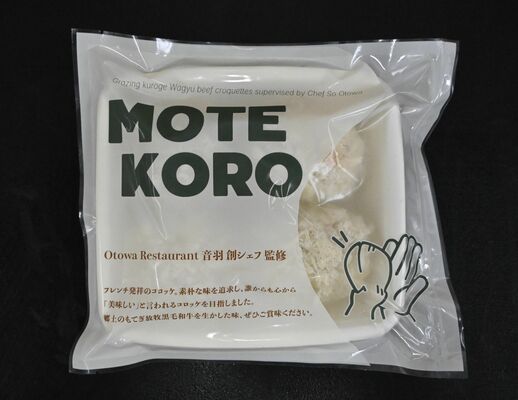 Grazing kuroge Wagyu beef croquettes supervised by Chef So Otowa
MOTE
KORO
Otowa Restaurant 音羽 創シェフ 監修
フレンチ発祥のコロッケ。素朴な味を追求し、誰からも心から
「美味しい」と言われるコロッケを目指しました。
郷土のもてぎ放牧黒毛和牛を生かした味、ぜひご賞味ください。